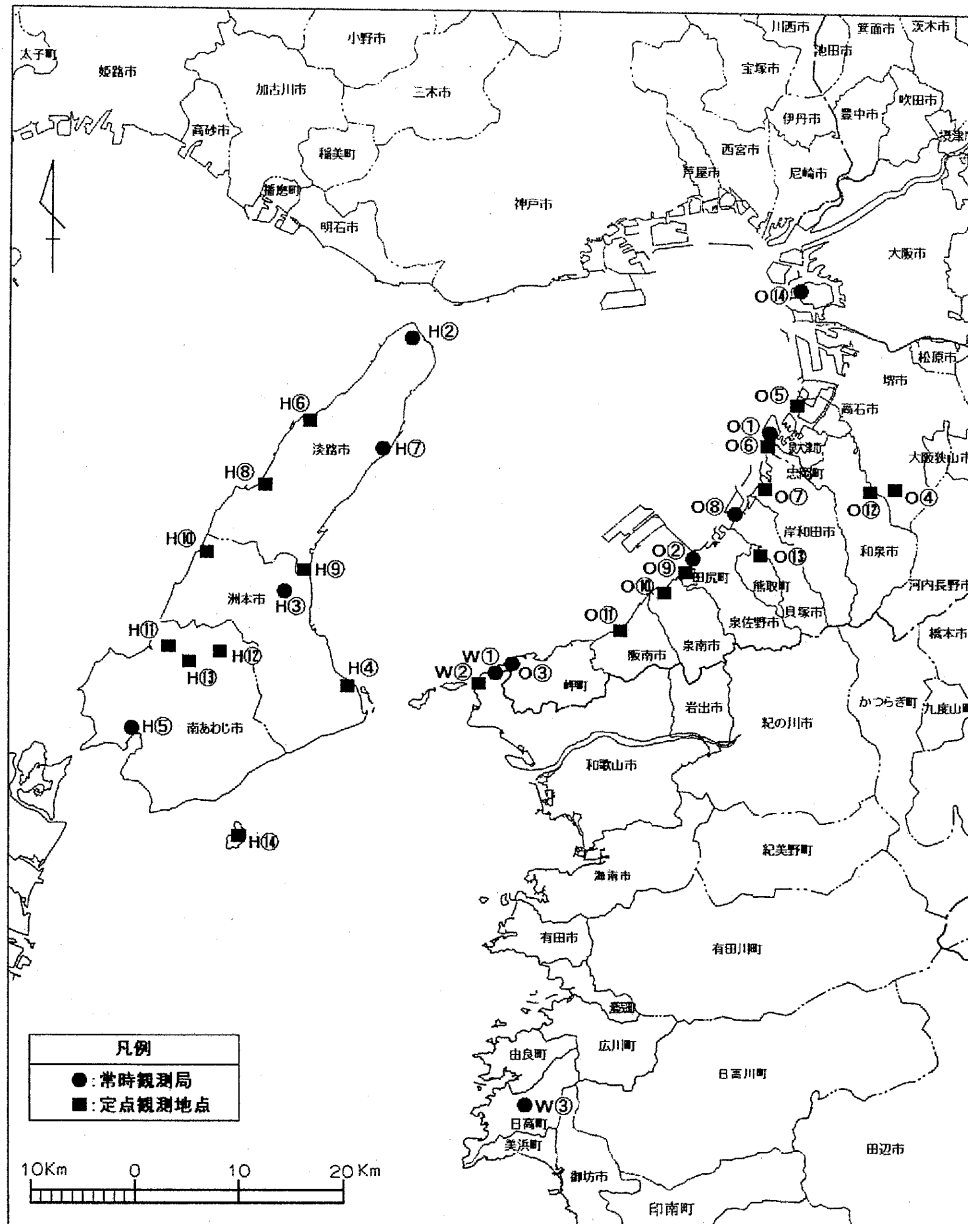 太子町
姫路市
小野市
加古川市
三木市
高砂市
稲美町
播磨町
明石市
神戸市
川西市
池田市
箕面市
茨木市
宝塚市
伊丹市
豊中市
吹田市
摂津市
西宮市
芦屋市
尼崎市
大阪市
O⑭
松原市
堺市
O⑤
高石市
O①
O⑥
泉大津市
忠岡町
大阪狭山市
O⑦
O⑫
O④
O⑧
岸和田市
和泉市
O②
O⑬
O⑨
田尻町
熊取町
O⑩
河内長野市
貝塚市
泉佐野市
O⑪
泉南市
阪南市
橋本市
H②
H⑥
淡路市
H⑦
H⑧
H⑩
H⑨
洲本市
H③
H⑪
H⑫
H⑬
H④
H⑤
南あわじ市
H⑭
W①
W②
O③
岬町
岩出市
紀の川市
かつらぎ町
九度山町
和歌山市
紀美野町
海南市
有田市
有田川町
湯浅町
広川町
由良町
日高川町
W③
日高町
美浜町
御坊市
田辺市
印南町
凡例
●:常時観測局
■:定点観測地点
10Km 0 10 20Km